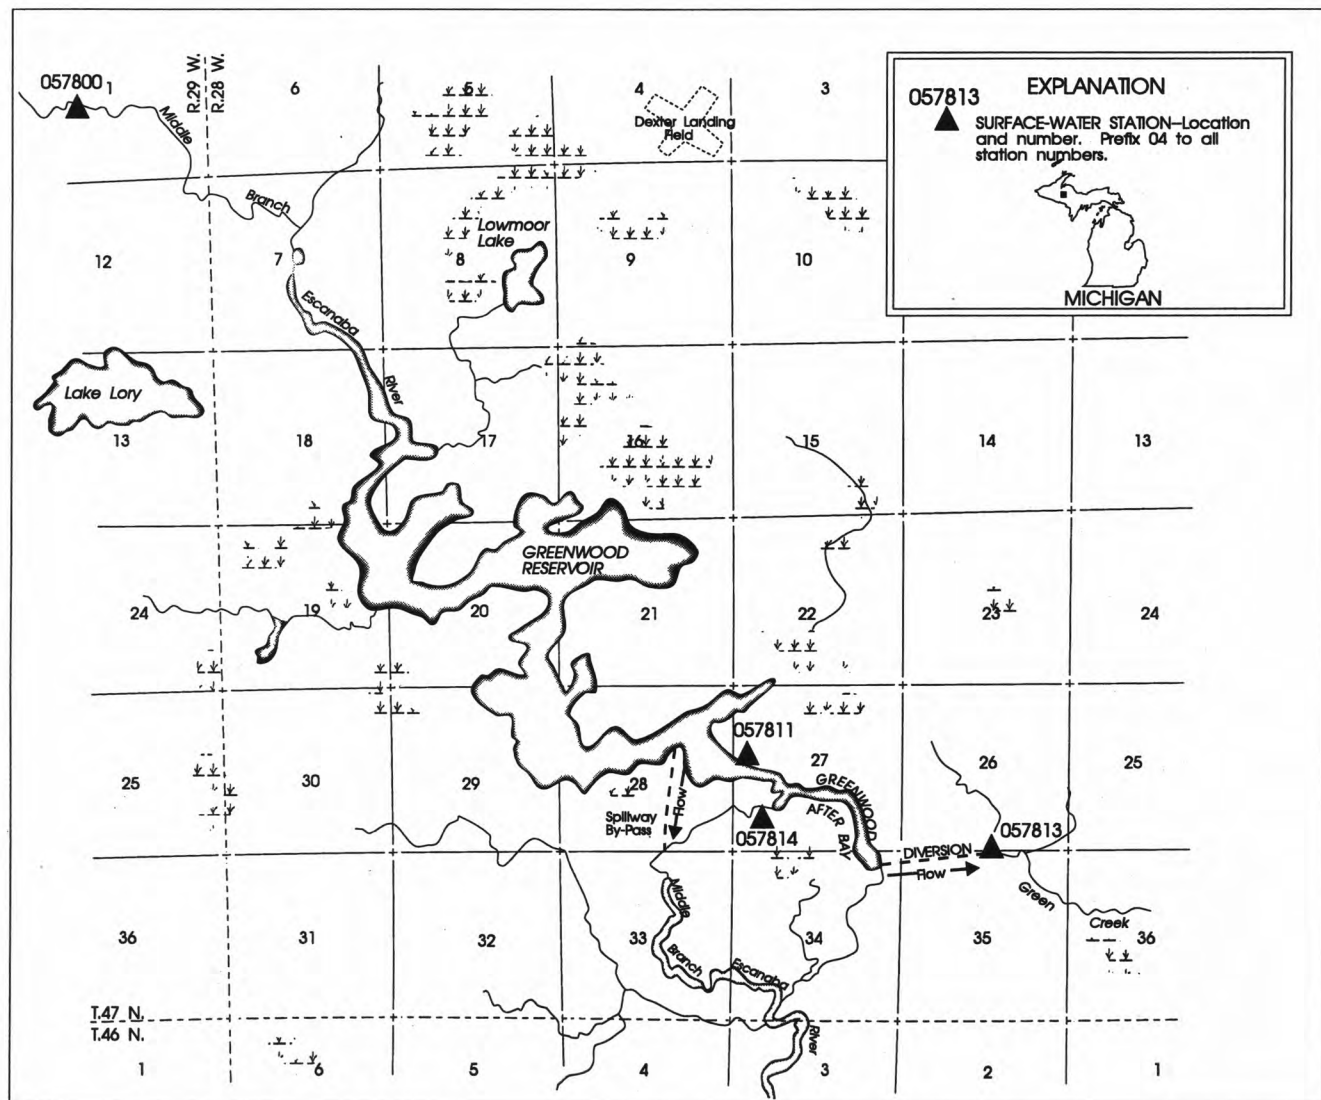 057800
1
R.29 W.
R.28 W.
6
5
4
3
Dexter Landing
Field
EXPLANATION
057813
SURFACE-WATER STATION—Location
and number. Prefix 04 to all
station numbers.
MICHIGAN
Middle
Branch
Escanaba
River
12
7
Lowmoor
Lake
8
9
10
Lake Lory
13
18
17
16
15
14
13
GREENWOOD
RESERVOIR
24
19
20
21
22
23
24
057811
25
30
29
28
27
26
25
Spillway
By-Pass
Flow
GREENWOOD
AFTER BAY
057814
057813
DIVERSION
Flow
Green
Creek
36
31
32
33
34
35
36
Middle
Branch
Escanaba
River
T.47 N.
T.46 N.
1
6
5
4
3
2
1